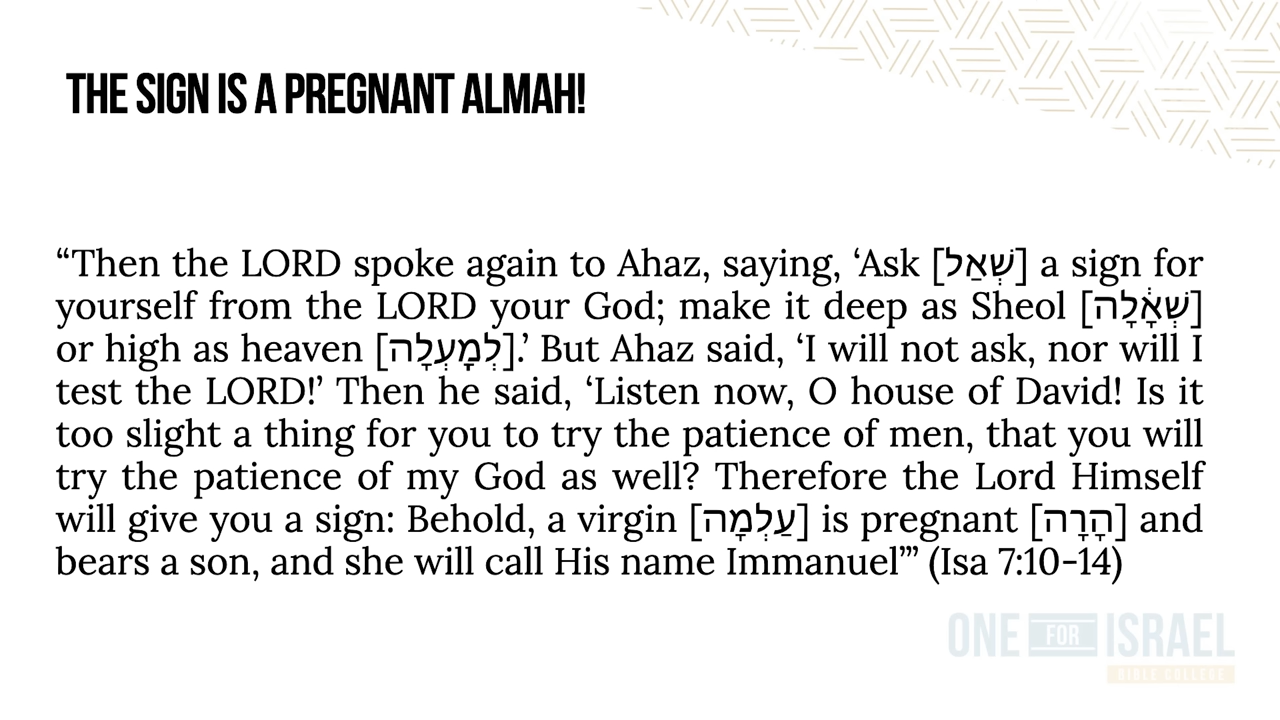 THE SIGN IS A PREGNANT ALMAH!
“Then the LORD spoke again to Ahaz, saying, ‘Ask [שְׁאַל] a sign for
yourself from the LORD your God; make it deep as Sheol [שְׁאָ֔לָה]
or high as heaven [לְמָֽעְלָה].’ But Ahaz said, ‘I will not ask, nor will I
test the LORD!’ Then he said, ‘Listen now, O house of David! Is it
too slight a thing for you to try the patience of men, that you will
try the patience of my God as well? Therefore the Lord Himself
will give you a sign: Behold, a virgin [עַלְמָה] is pregnant [הָרָה] and
bears a son, and she will call His name Immanuel’” (Isa 7:10-14)
ONE FOR ISRAEL
BIBLE COLLEGE